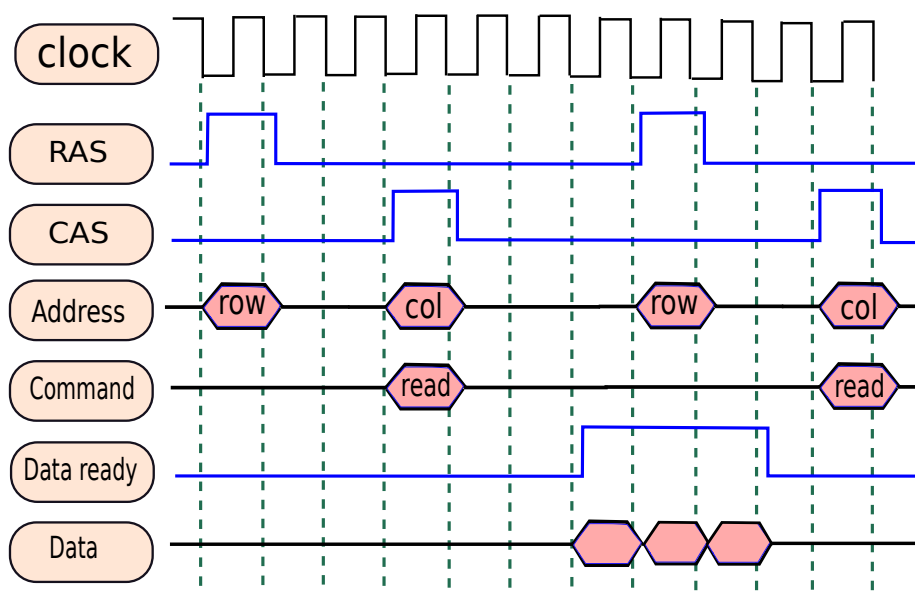 clock
RAS
CAS
Address
row
col
row
col
Command
read
read
Data ready
Data